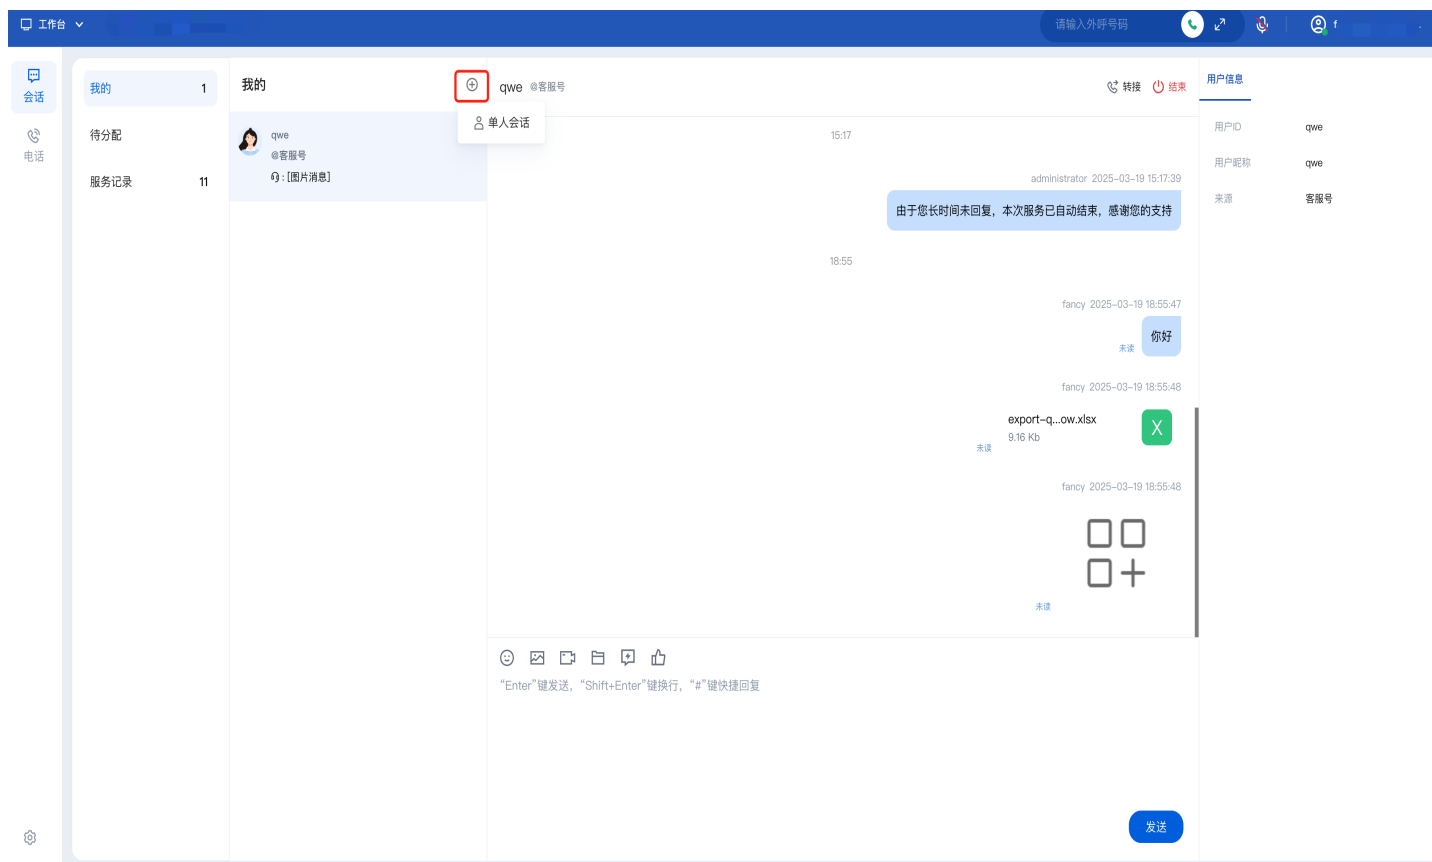 工作台
请输入外呼号码
f
会话
电话
我的 1
待分配
服务记录 11
我的
单人会话
qwe
@客服号
: [图片消息]
qwe @客服号
转接
结束
15:17
administrator 2025-03-19 15:17:39
由于您长时间未回复，本次服务已自动结束，感谢您的支持
18:55
fancy 2025-03-19 18:55:47
你好
未读
fancy 2025-03-19 18:55:48
export-q...ow.xlsx
9.16 Kb
X
未读
fancy 2025-03-19 18:55:48
未读
“Enter”键发送，“Shift+Enter”键换行，“#”键快捷回复
发送
用户信息
用户ID qwe
用户昵称 qwe
来源 客服号